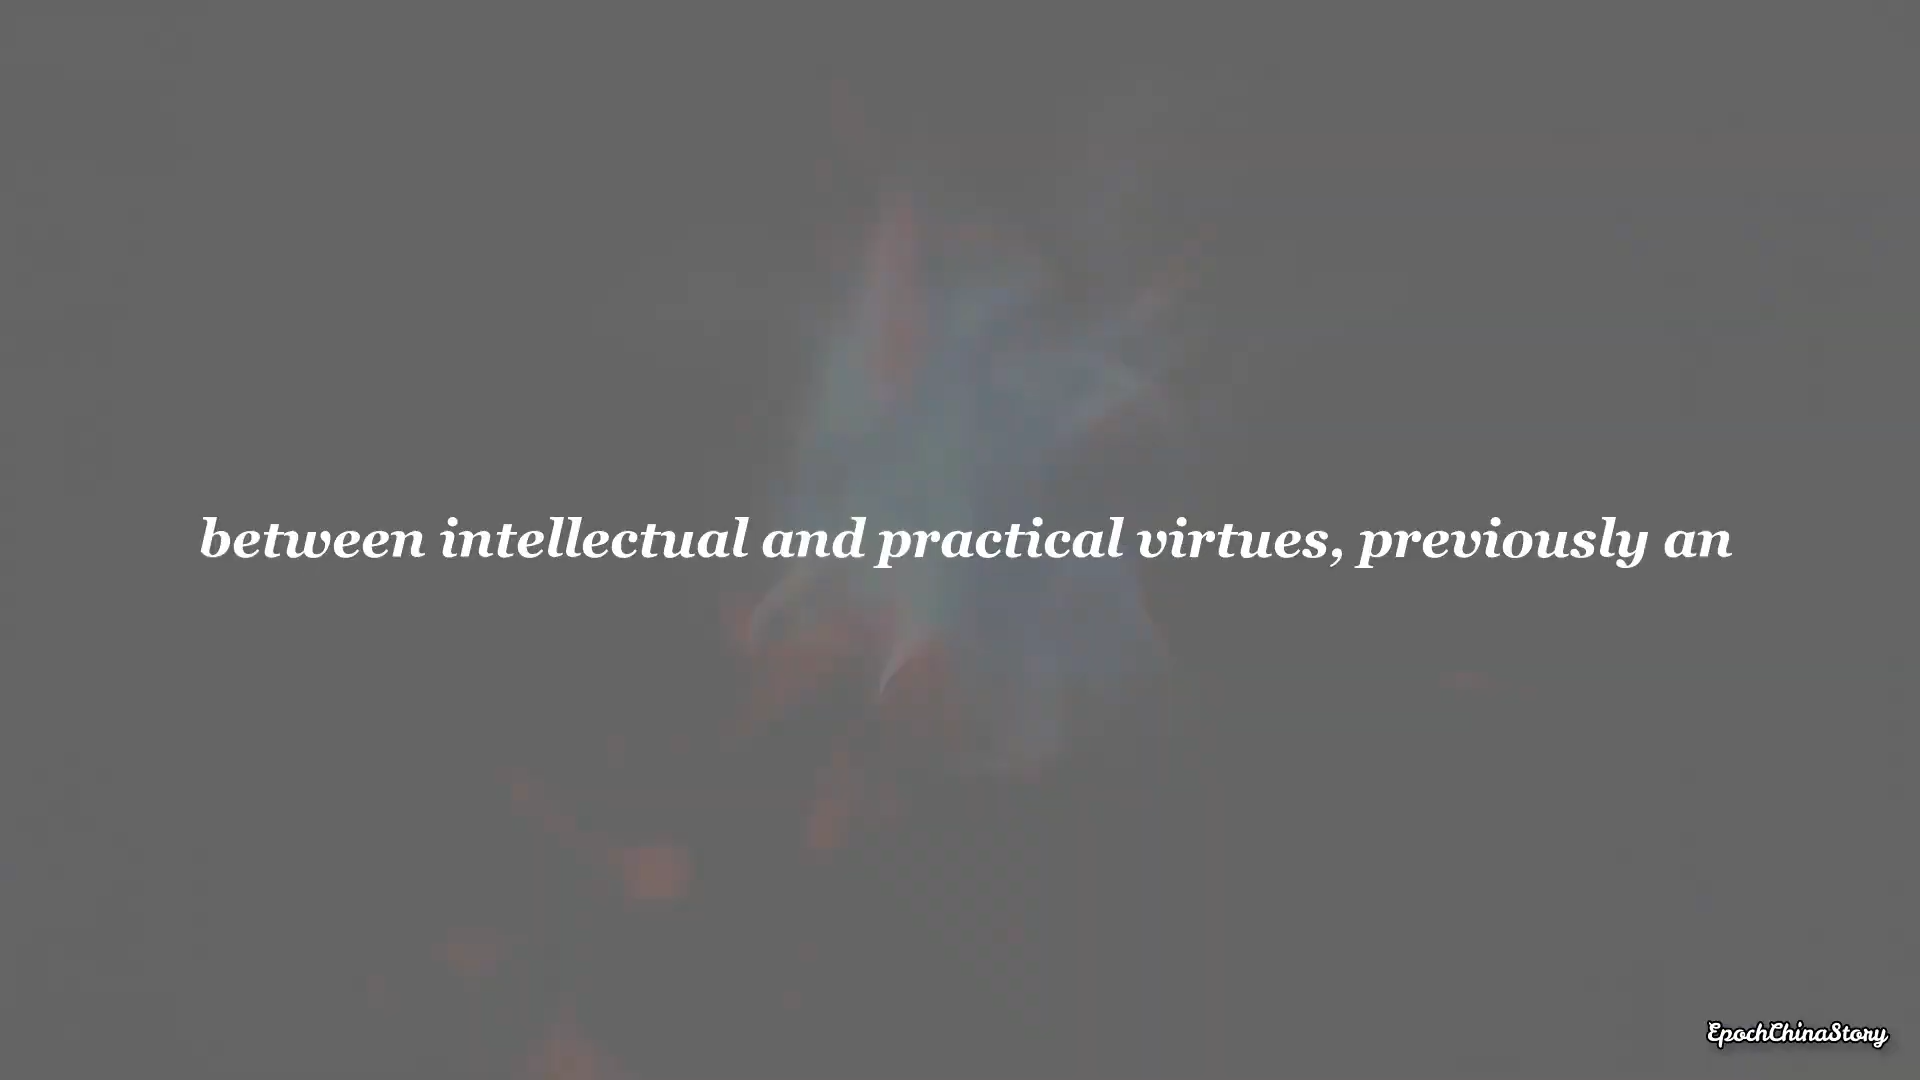 between intellectual and practical virtues, previously an
EpochChinaStory